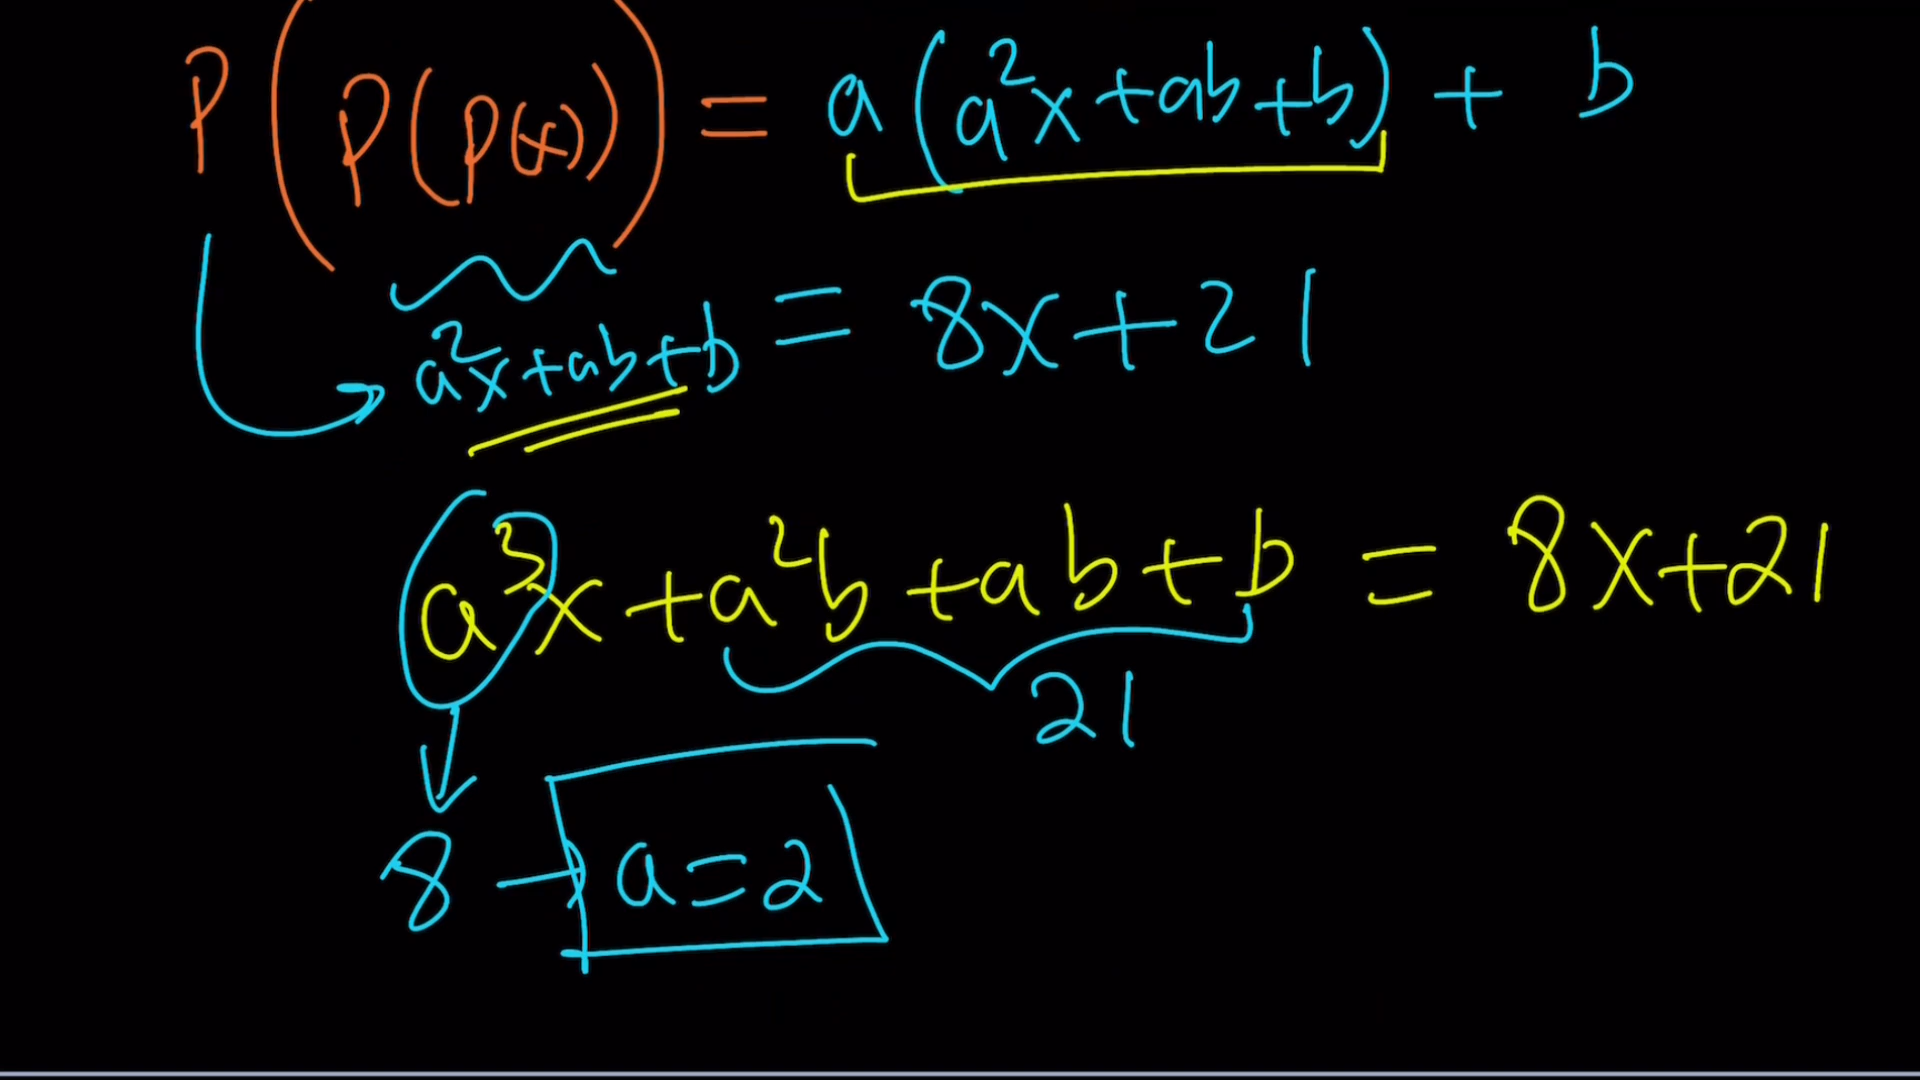 P(P(P(x))) = a(a²x+ab+b) + b
a²x+ab+b = 8x+21
a³x+a²b+ab+b = 8x+21
21
8 → a=2